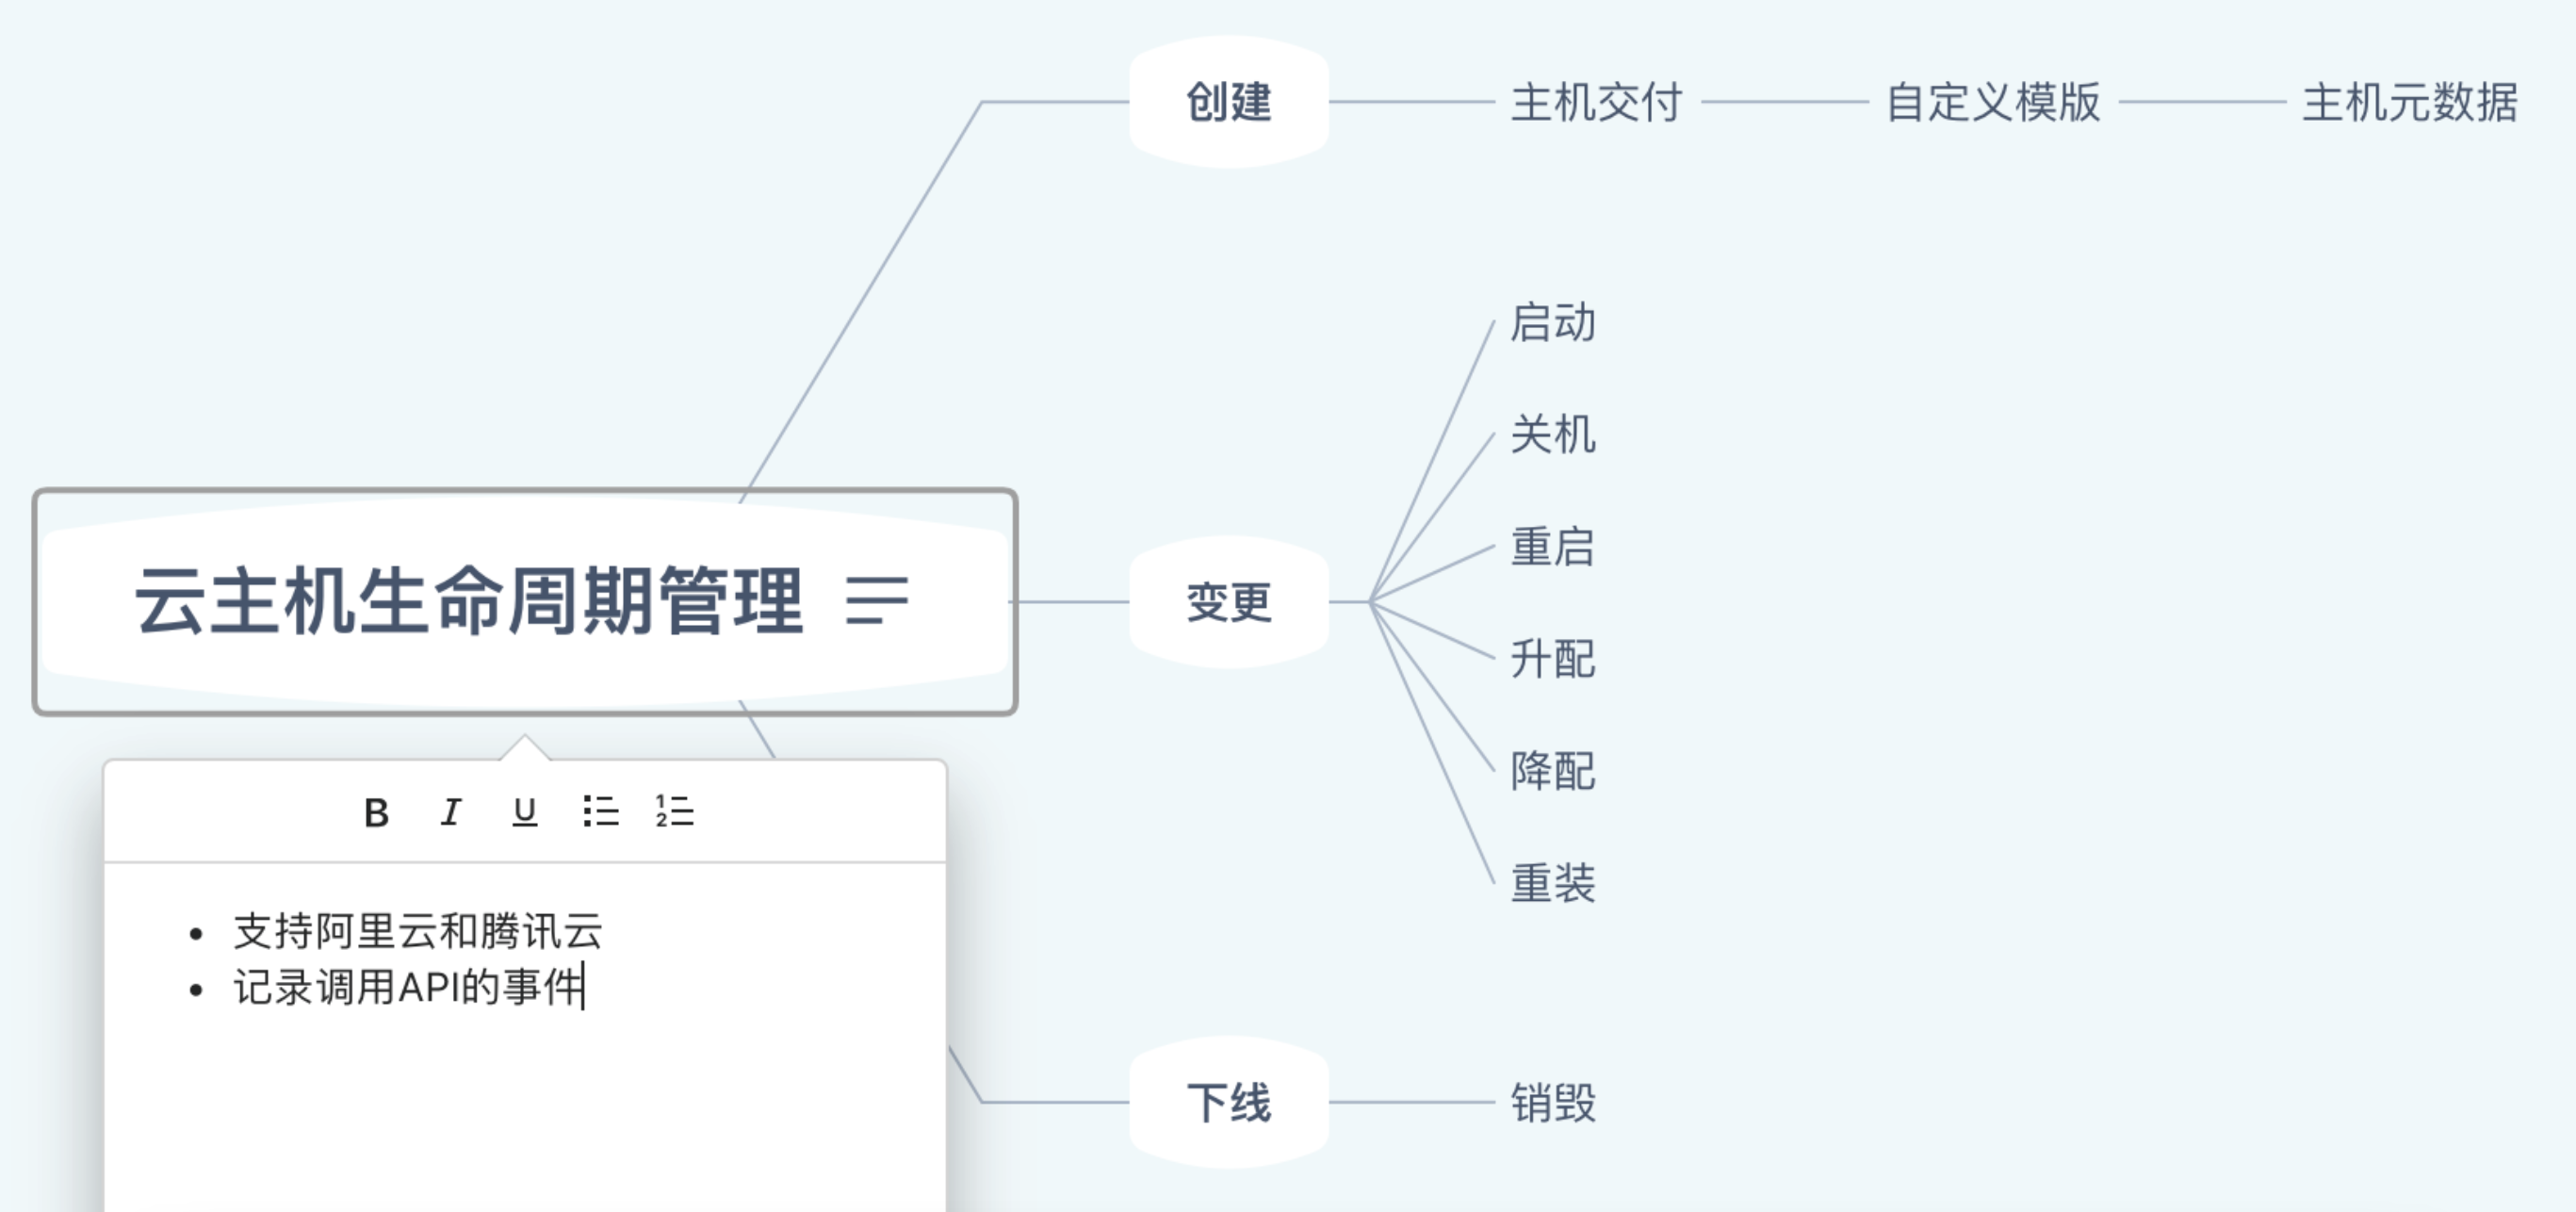 创建
主机交付
自定义模版
主机元数据
启动
关机
重启
云主机生命周期管理
变更
升配
降配
重装
B I U
支持阿里云和腾讯云
记录调用API的事件
下线
销毁